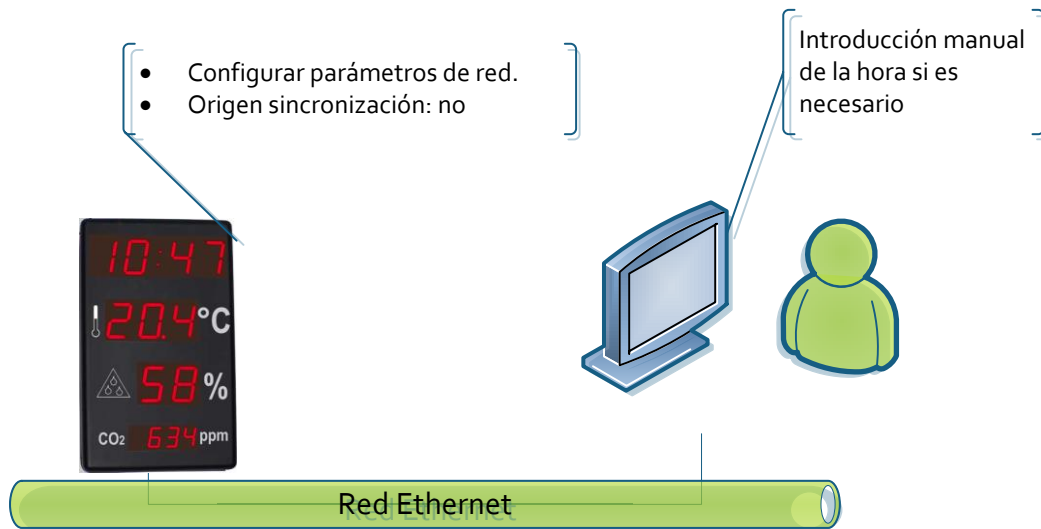 • Configurar parámetros de red.
• Origen sincronización: no
Introducción manual
de la hora si es
necesario
10:47
20.4°C
58%
CO2 634 ppm
Red Ethernet